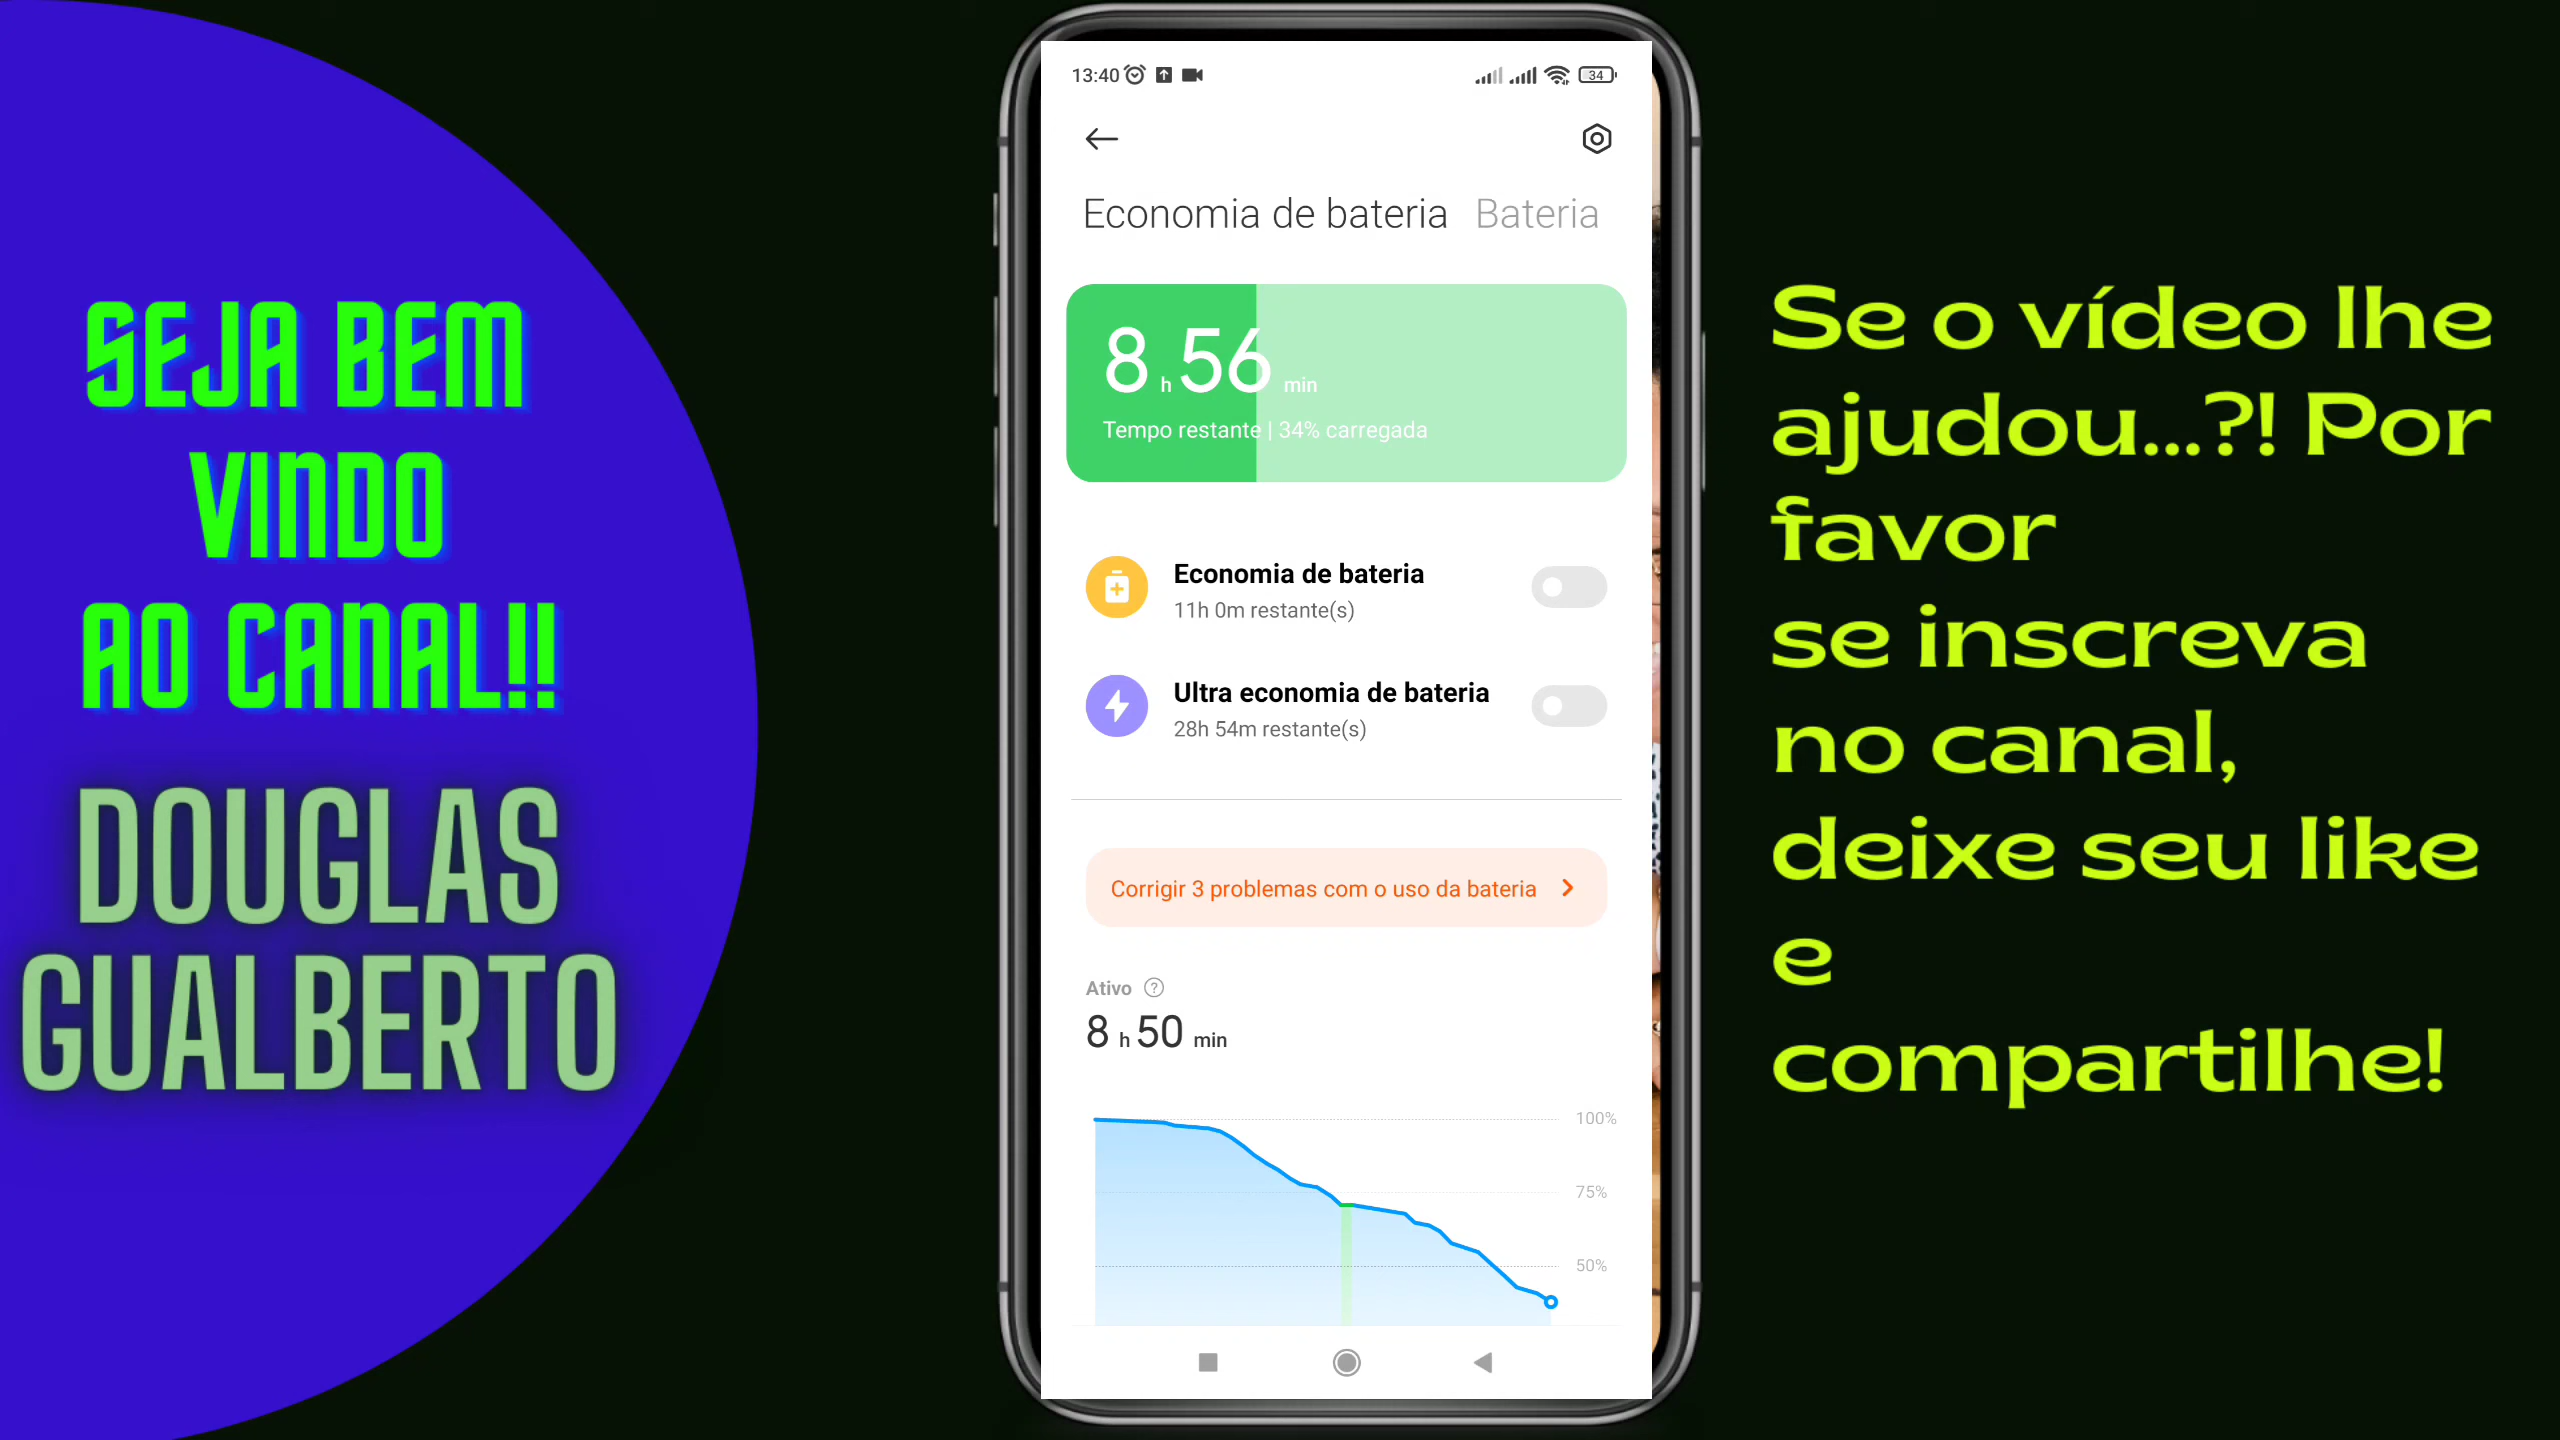 SEJA BEM
VINDO
AO CANAL!!
DOUGLAS
GUALBERTO
13:40
34
Economia de bateria Bateria
8 h 56 min
Tempo restante | 34% carregada
Economia de bateria
11h 0m restante(s)
Ultra economia de bateria
28h 54m restante(s)
Corrigir 3 problemas com o uso da bateria
Ativo ?
8 h 50 min
100%
75%
50%
Se o vídeo lhe
ajudou...?! Por
favor
se inscreva
no canal,
deixe seu like
e
compartilhe!